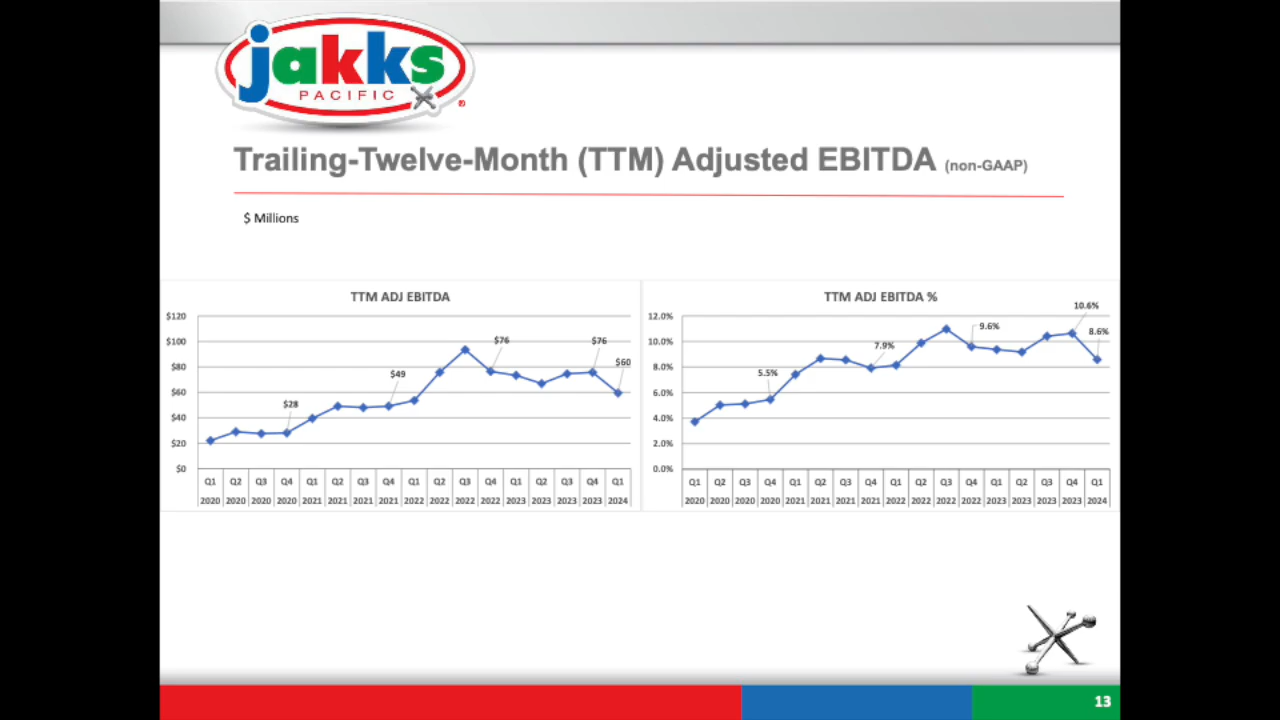 jakks
PACIFIC
®
Trailing-Twelve-Month (TTM) Adjusted EBITDA (non-GAAP)
$ Millions
TTM ADJ EBITDA
$120
$100
$80
$60
$40
$20
$0
$28
$49
$76
$76
$60
Q1 Q2 Q3 Q4 Q1 Q2 Q3 Q4 Q1 Q2 Q3 Q4 Q1 Q2 Q3 Q4 Q1
2020 2020 2020 2020 2021 2021 2021 2021 2022 2022 2022 2022 2023 2023 2023 2023 2024
TTM ADJ EBITDA %
12.0%
10.0%
8.0%
6.0%
4.0%
2.0%
0.0%
5.5%
7.9%
9.6%
10.6%
8.6%
Q1 Q2 Q3 Q4 Q1 Q2 Q3 Q4 Q1 Q2 Q3 Q4 Q1 Q2 Q3 Q4 Q1
2020 2020 2020 2020 2021 2021 2021 2021 2022 2022 2022 2022 2023 2023 2023 2023 2024
13